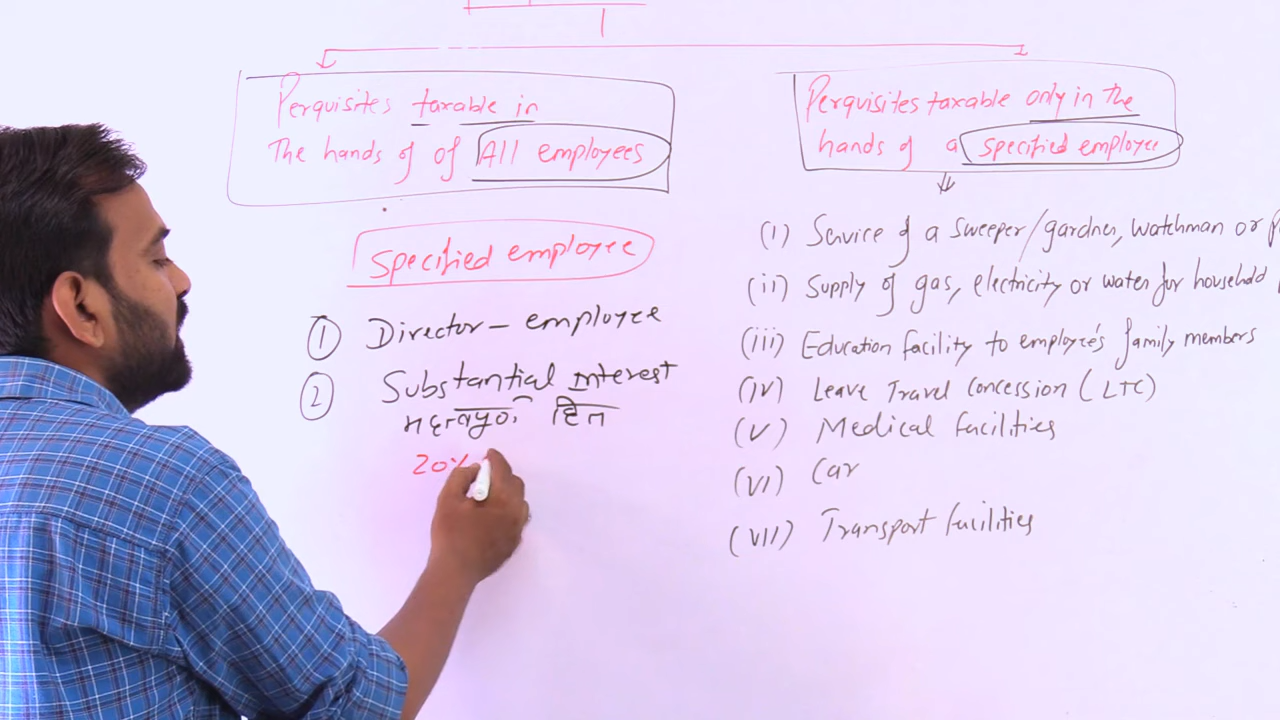 Perquisites taxable in
The hands of of All employees
Perquisites taxable only in the
hands of a specified employee
Specified employee
① Director - employee
② Substantial interest
महत्वपूर्ण हित
20%
(i) Service of a sweeper/gardner, watchman or
(ii) Supply of gas, electricity or water for household
(iii) Education facility to employee's family members
(iv) Leave Travel Concession (LTC)
(v) Medical facilities
(vi) Car
(vii) Transport facilities